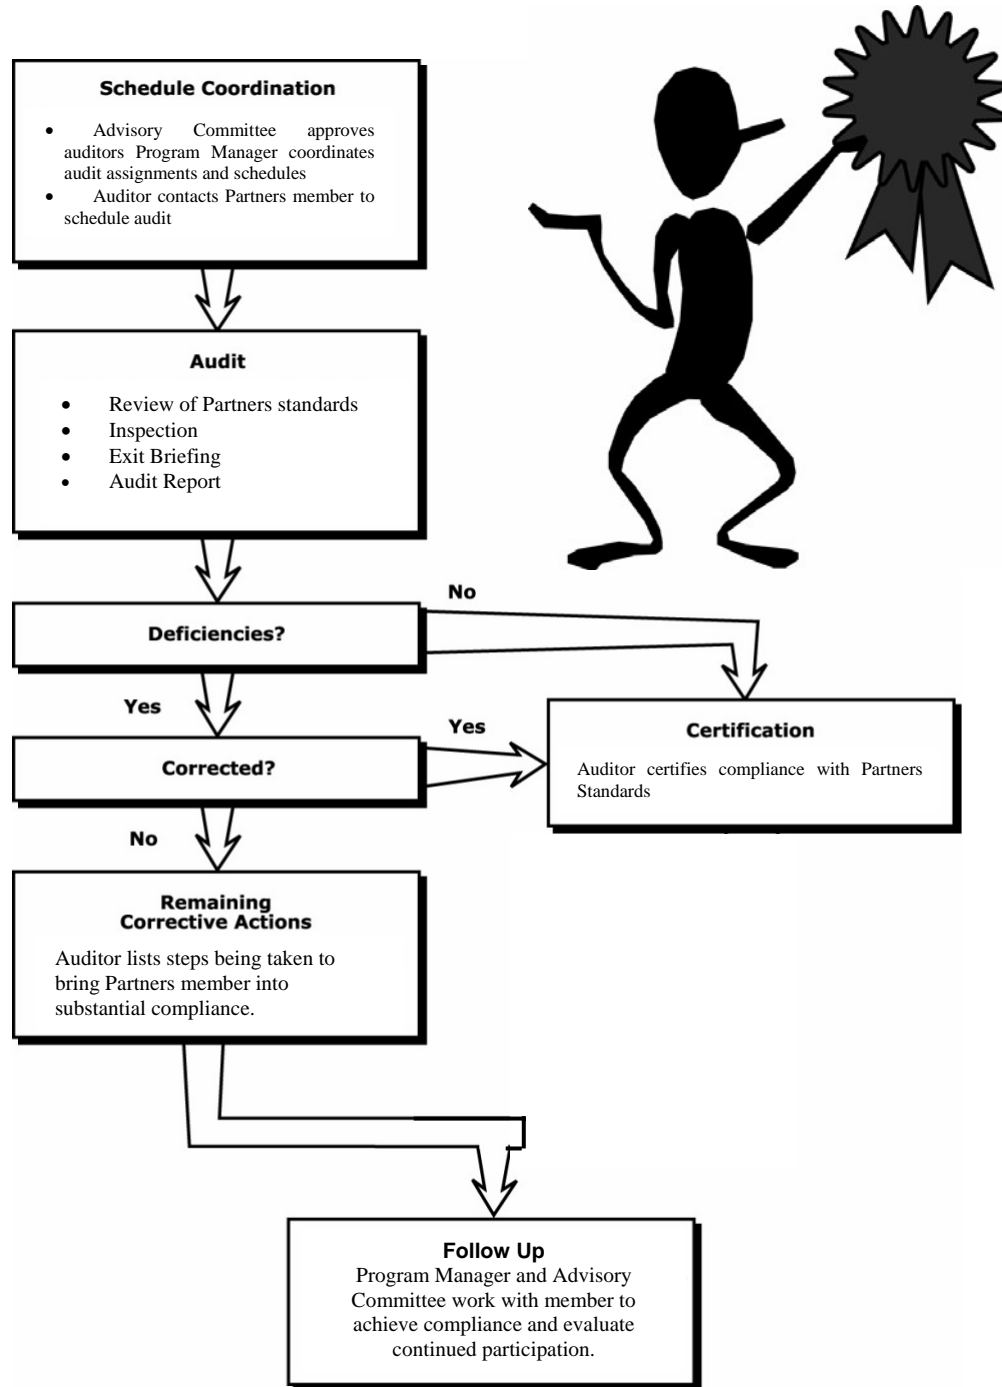 Schedule Coordination
• Advisory Committee approves
auditors Program Manager coordinates
audit assignments and schedules
• Auditor contacts Partners member to
schedule audit
Audit
• Review of Partners standards
• Inspection
• Exit Briefing
• Audit Report
No
Deficiencies?
Yes
Yes
Certification
Auditor certifies compliance with Partners
Standards
Corrected?
No
Remaining
Corrective Actions
Auditor lists steps being taken to
bring Partners member into
substantial compliance.
Follow Up
Program Manager and Advisory
Committee work with member to
achieve compliance and evaluate
continued participation.